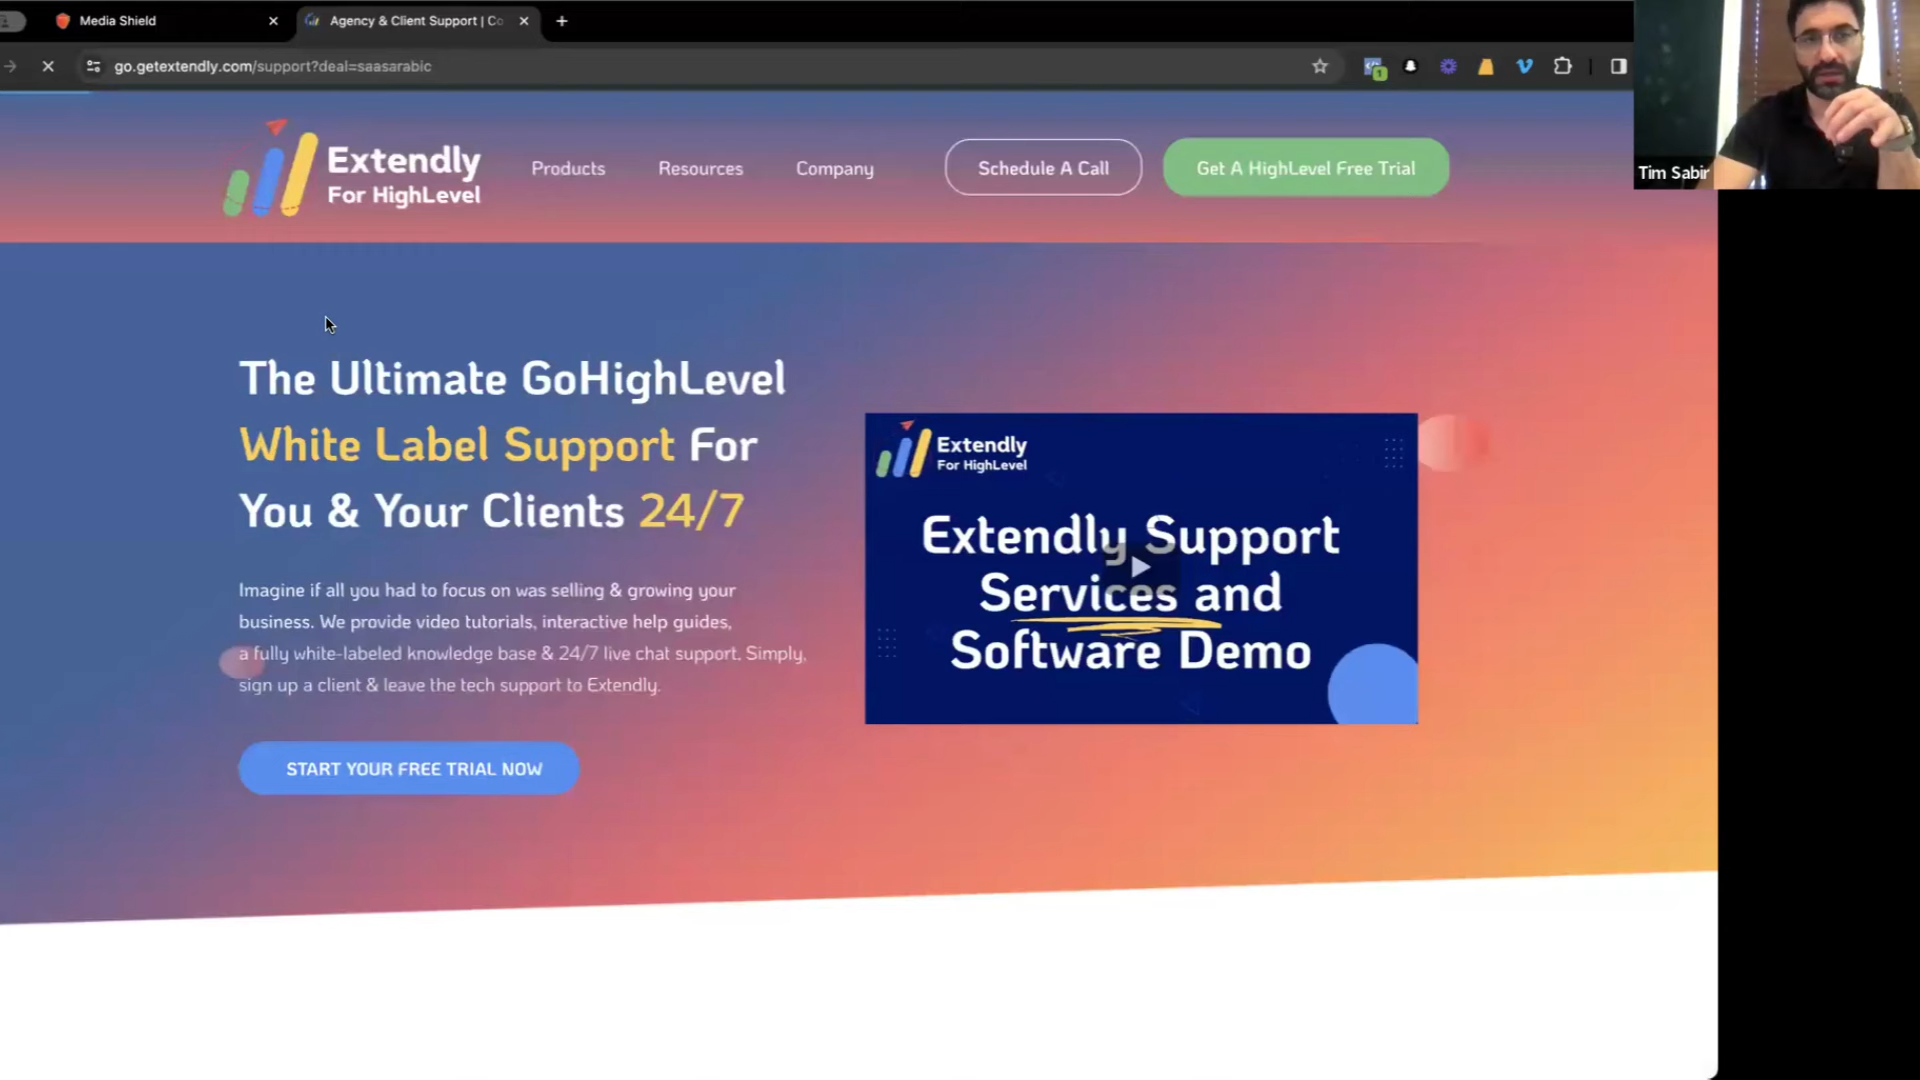 Media Shield
Agency & Client Support | Co
go.getextendly.com/support?deal=saasarabic
1
Tim Sabir
Extendly
For HighLevel
Products
Resources
Company
Schedule A Call
Get A HighLevel Free Trial
The Ultimate GoHighLevel
White Label Support For
You & Your Clients 24/7
Imagine if all you had to focus on was selling & growing your
business. We provide video tutorials, interactive help guides,
a fully white-labeled knowledge base & 24/7 live chat support. Simply,
sign up a client & leave the tech support to Extendly.
START YOUR FREE TRIAL NOW
Extendly
For HighLevel
Extendly Support
Services and
Software Demo